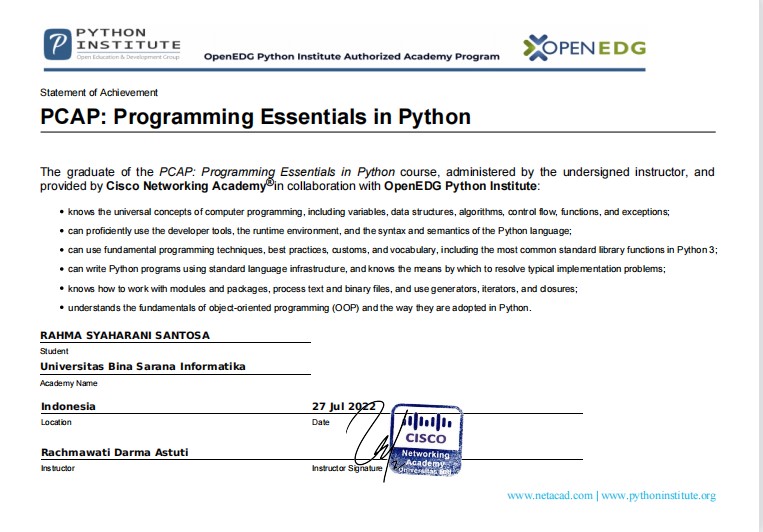 PYTHON
INSTITUTE
Open Education & Development Group
OpenEDG Python Institute Authorized Academy Program
OPENEDG
Statement of Achievement
PCAP: Programming Essentials in Python
The graduate of the PCAP: Programming Essentials in Python course, administered by the undersigned instructor, and
provided by Cisco Networking Academy®in collaboration with OpenEDG Python Institute:
• knows the universal concepts of computer programming, including variables, data structures, algorithms, control flow, functions, and exceptions;
• can proficiently use the developer tools, the runtime environment, and the syntax and semantics of the Python language;
• can use fundamental programming techniques, best practices, customs, and vocabulary, including the most common standard library functions in Python 3;
• can write Python programs using standard language infrastructure, and knows the means by which to resolve typical implementation problems;
• knows how to work with modules and packages, process text and binary files, and use generators, iterators, and closures;
• understands the fundamentals of object-oriented programming (OOP) and the way they are adopted in Python.
RAHMA SYAHARANI SANTOSA
Student
Universitas Bina Sarana Informatika
Academy Name
Indonesia
27 Jul 2022
Location
Date
CISCO
Networking
Academy
Universitas BSI
Rachmawati Darma Astuti
Instructor
Instructor Signature
www.netacad.com | www.pythoninstitute.org